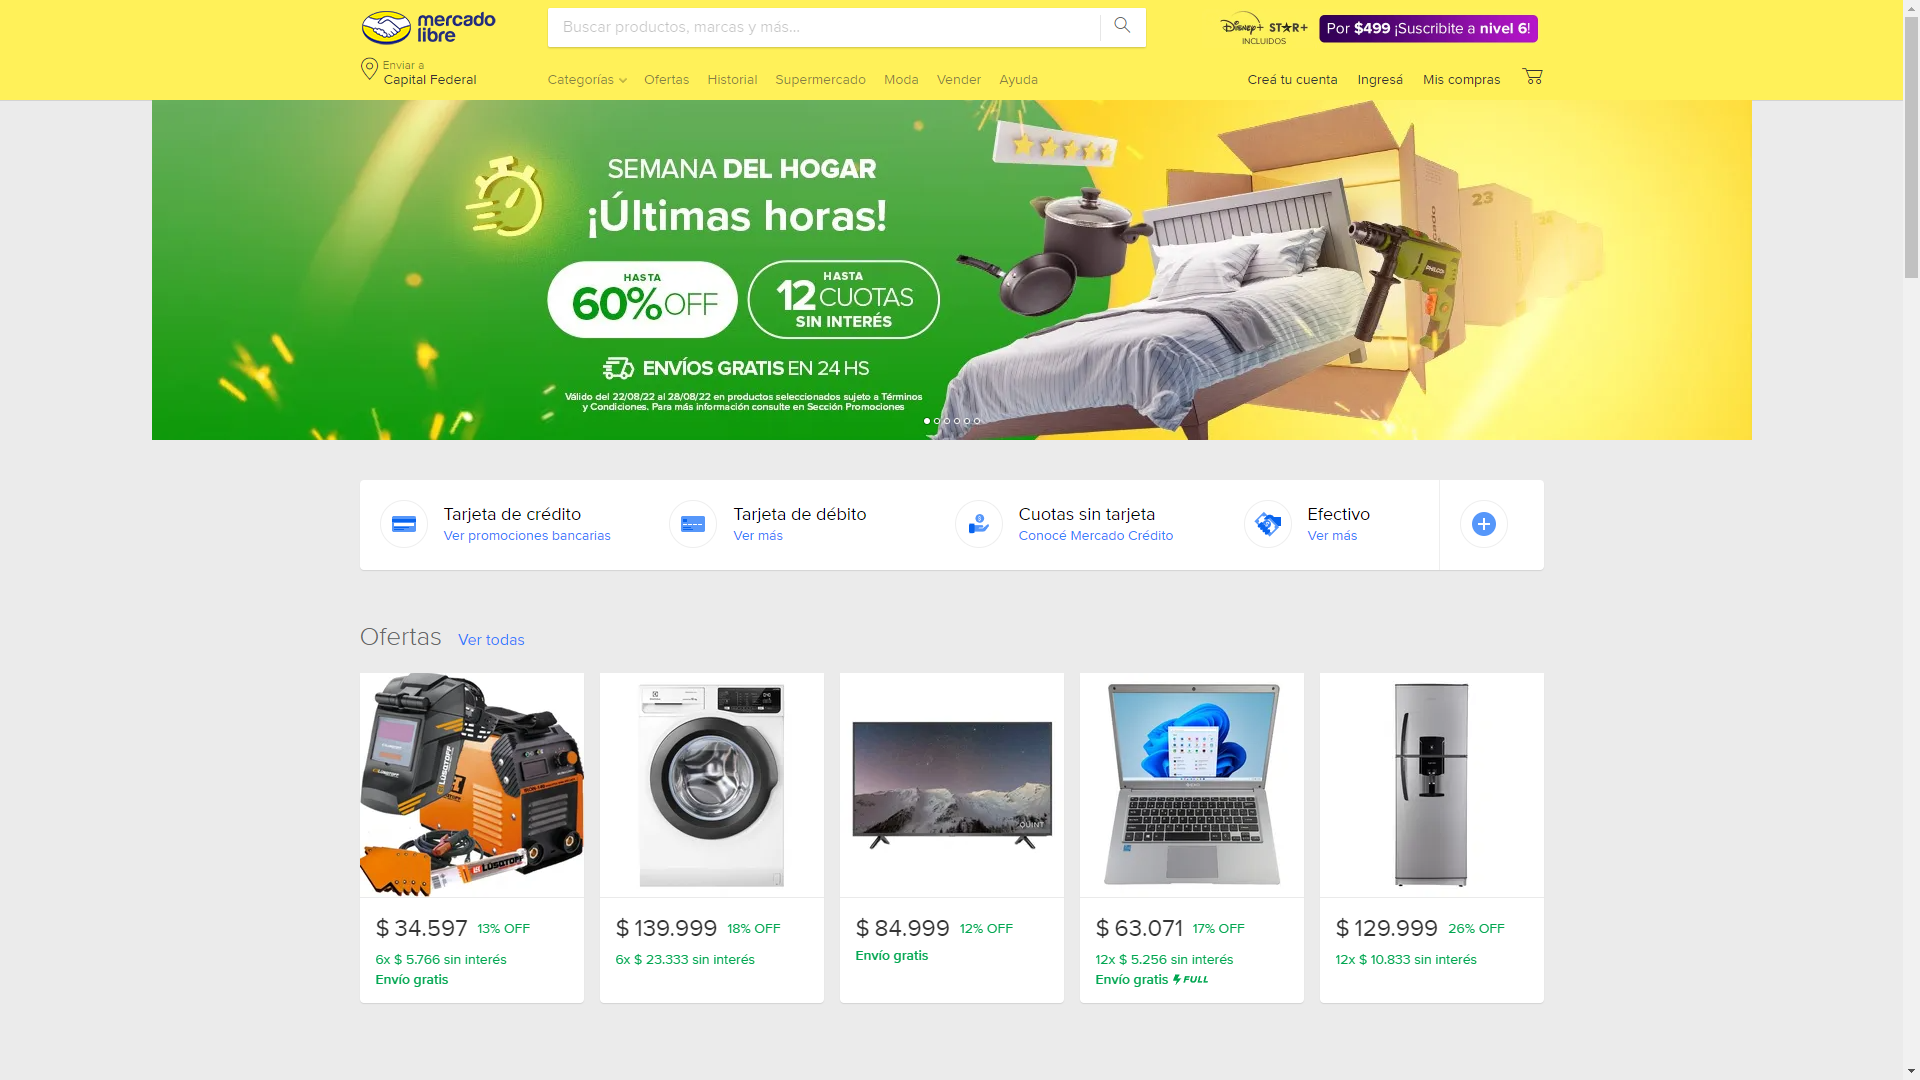 mercado
libre
Buscar productos, marcas y más...
Disney+ STAR+
INCLUIDOS
Por $499 ¡Suscribite a nivel 6!
Enviar a
Capital Federal
Categorías
Ofertas
Historial
Supermercado
Moda
Vender
Ayuda
Creá tu cuenta
Ingresá
Mis compras
SEMANA DEL HOGAR
¡Últimas horas!
HASTA
60%OFF
HASTA
12 CUOTAS
SIN INTERÉS
ENVÍOS GRATIS EN 24 HS
Válido del 22/08/22 al 28/08/22 en productos seleccionados sujeto a Términos
y Condiciones. Para más información consulte en Sección Promociones
23
PHILCO
Tarjeta de crédito
Ver promociones bancarias
Tarjeta de débito
Ver más
Cuotas sin tarjeta
Conocé Mercado Crédito
Efectivo
Ver más
Ofertas
Ver todas
LÜSQTOFF
LÜSQTOFF
QUINT
$ 34.597 13% OFF
6x $ 5.766 sin interés
Envío gratis
$ 139.999 18% OFF
6x $ 23.333 sin interés
$ 84.999 12% OFF
Envío gratis
$ 63.071 17% OFF
12x $ 5.256 sin interés
Envío gratis FULL
$ 129.999 26% OFF
12x $ 10.833 sin interés